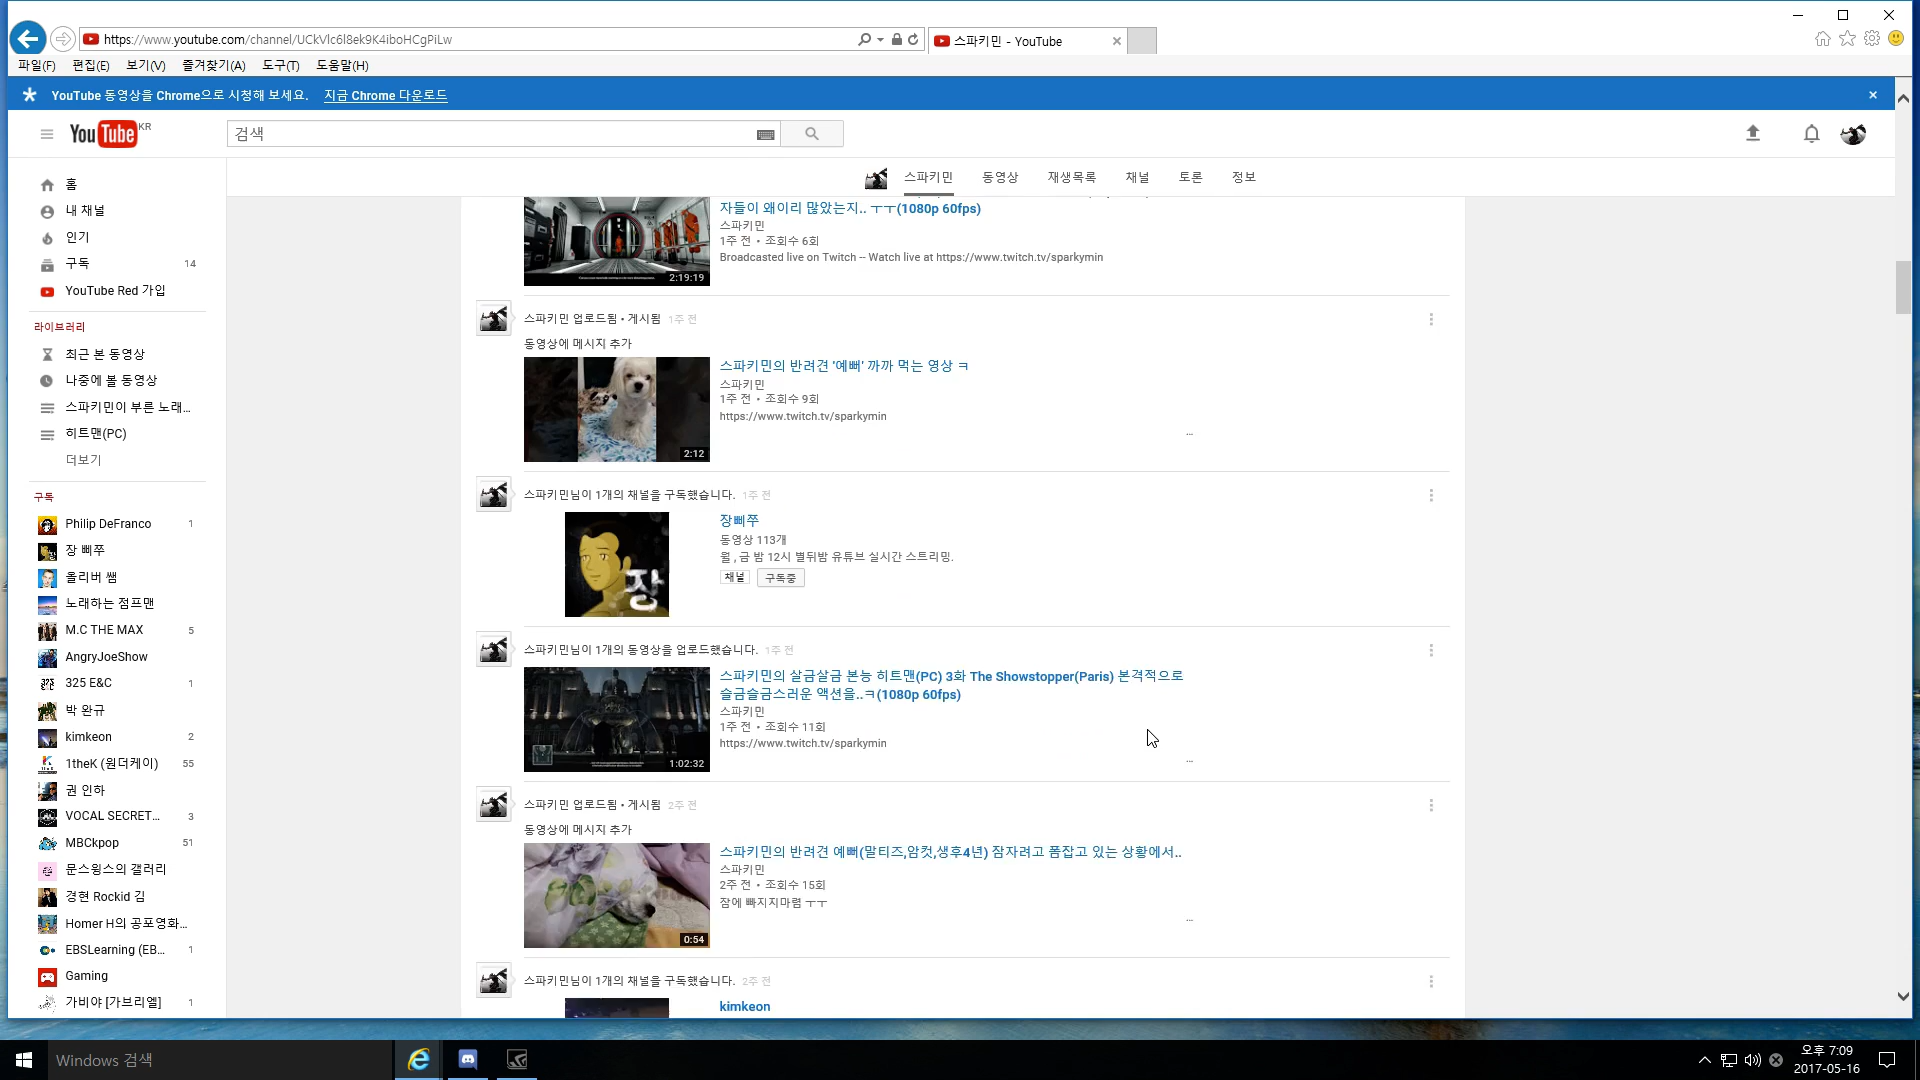 https://www.youtube.com/channel/UCkVlc6l8ek9K4iboHCgPiLw
스파키민 - YouTube
파일(F) 편집(E) 보기(V) 즐겨찾기(A) 도구(T) 도움말(H)
YouTube 동영상을 Chrome으로 시청해 보세요. 지금 Chrome 다운로드
YouTube KR
검색
스파키민 동영상 재생목록 채널 토론 정보
홈
내 채널
인기
구독 14
YouTube Red 가입
라이브러리
최근 본 동영상
나중에 볼 동영상
스파키민이 부른 노래...
히트맨(PC)
더보기
구독
Philip DeFranco 1
장 삐쭈
올리버 쌤
노래하는 점프맨
M.C THE MAX 5
AngryJoeShow
325 E&C 1
박 완규
kimkeon 2
1theK (원더케이) 55
권 인하
VOCAL SECRET... 3
MBCkpop 51
문스윙스의 갤러리
경현 Rockid 김
Homer H의 공포영화...
EBSLearning (EB... 1
Gaming
가비야 [가브리엘] 1
자들이 왜이리 많았는지.. ㅜㅜ(1080p 60fps)
스파키민
1주 전 • 조회수 6회
Broadcasted live on Twitch -- Watch live at https://www.twitch.tv/sparkymin
2:19:19
스파키민 업로드됨 • 게시됨 1주 전
동영상에 메시지 추가
스파키민의 반려견 '예뻐' 까까 먹는 영상 ㅋ
스파키민
1주 전 • 조회수 9회
https://www.twitch.tv/sparkymin
...
2:12
스파키민님이 1개의 채널을 구독했습니다. 1주 전
장
장삐쭈
동영상 113개
월 , 금 밤 12시 별뒤밤 유튜브 실시간 스트리밍.
채널 구독중
스파키민님이 1개의 동영상을 업로드했습니다. 1주 전
스파키민의 살금살금 본능 히트맨(PC) 3화 The Showstopper(Paris) 본격적으로
슬금슬금스러운 액션을..ㅋ(1080p 60fps)
스파키민
1주 전 • 조회수 11회
https://www.twitch.tv/sparkymin
...
1:02:32
스파키민 업로드됨 • 게시됨 2주 전
동영상에 메시지 추가
스파키민의 반려견 예뻐(말티즈,암컷,생후4년) 잠자려고 폼잡고 있는 상황에서..
스파키민
2주 전 • 조회수 15회
잠에 빠지지마렴 ㅜㅜ
...
0:54
스파키민님이 1개의 채널을 구독했습니다. 2주 전
kimkeon
Windows 검색
오후 7:09
2017-05-16